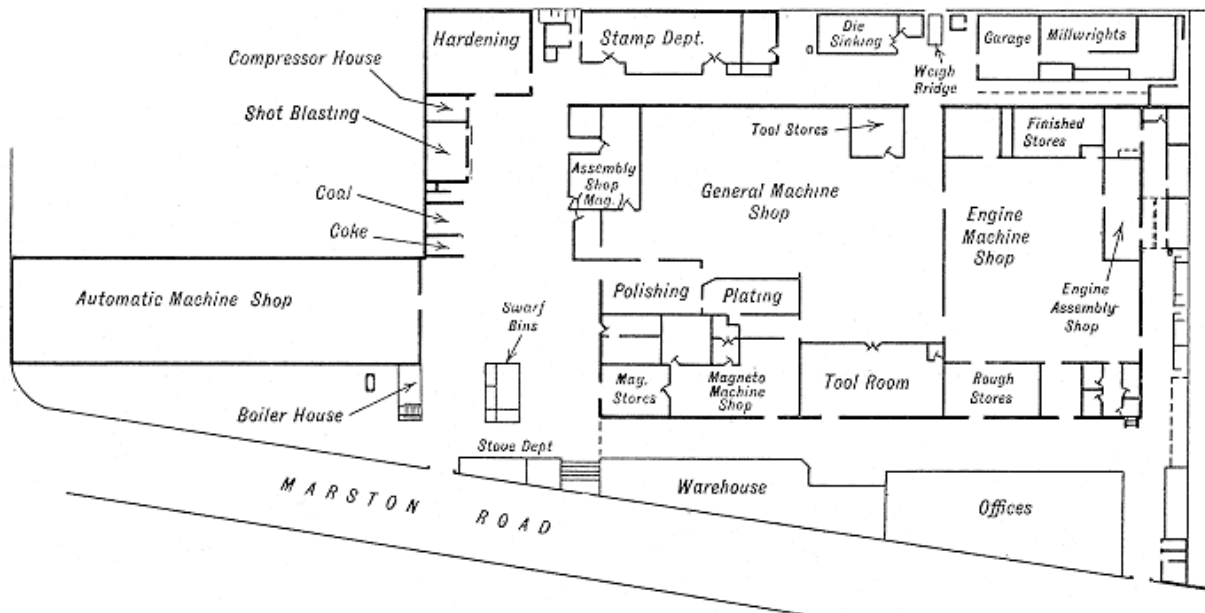 Hardening
Stamp Dept.
Die
Sinking
Garage
Millwrights
Compressor House
Weigh
Bridge
Shot Blasting
Tool Stores
Finished
Stores
Assembly
Shop
(Mag.)
General Machine
Shop
Coal
Engine
Machine
Shop
Coke
Automatic Machine Shop
Polishing
Plating
Engine
Assembly
Shop
Swarf
Bins
Mag.
Stores
Magneto
Machine
Shop
Tool Room
Rough
Stores
Boiler House
Stove Dept
MARSTON ROAD
Warehouse
Offices